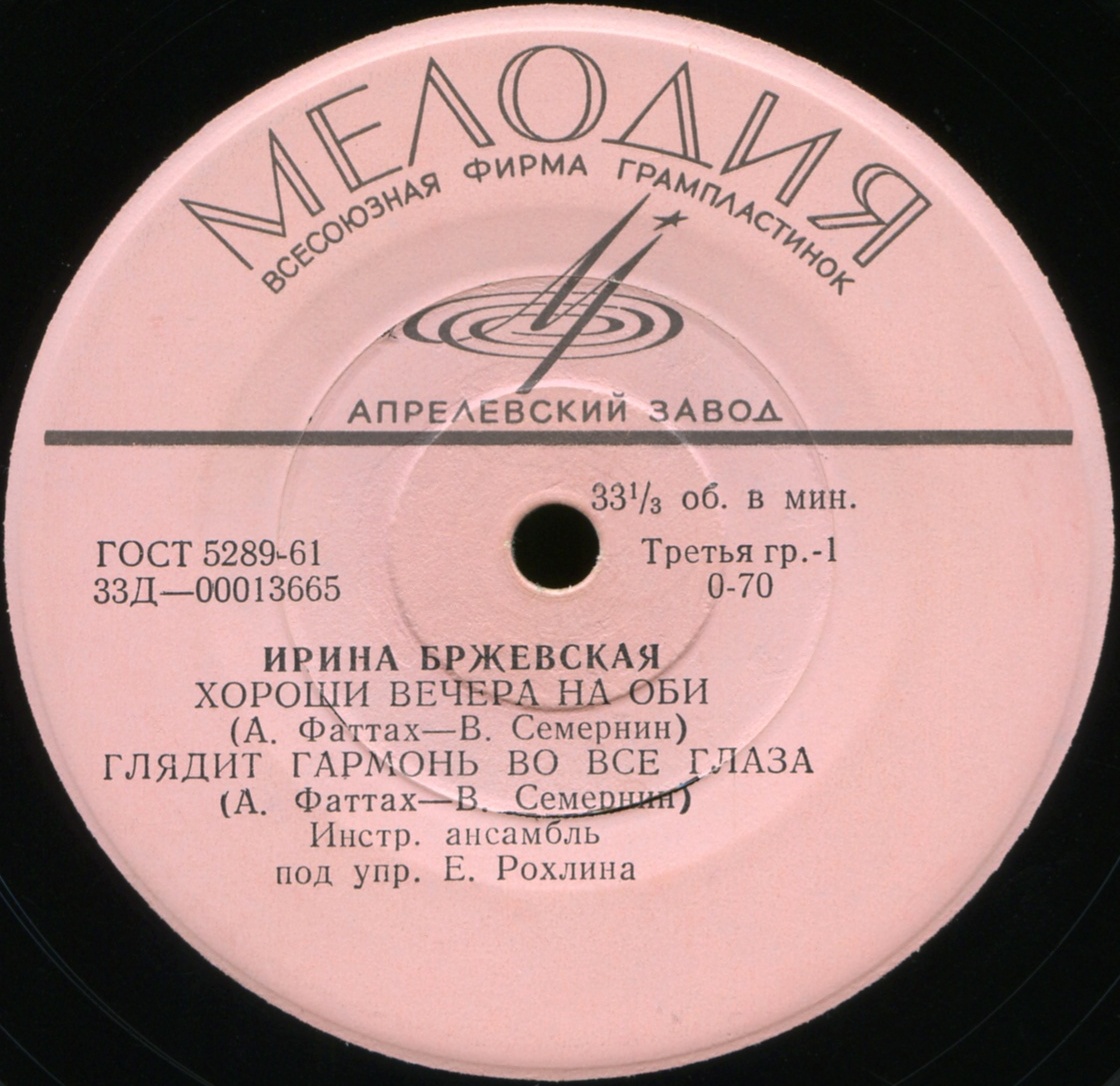 МЕЛОДИЯ
ВСЕСОЮЗНАЯ ФИРМА ГРАМПЛАСТИНОК
АПРЕЛЕВСКИЙ ЗАВОД
33¹/₃ об. в мин.
ГОСТ 5289-61 Третья гр.-1
33Д—00013665 0-70
ИРИНА БРЖЕВСКАЯ
ХОРОШИ ВЕЧЕРА НА ОБИ
(А. Фаттах—В. Семернин)
ГЛЯДИТ ГАРМОНЬ ВО ВСЕ ГЛАЗА
(А. Фаттах—В. Семернин)
Инстр. ансамбль
под упр. Е. Рохлина